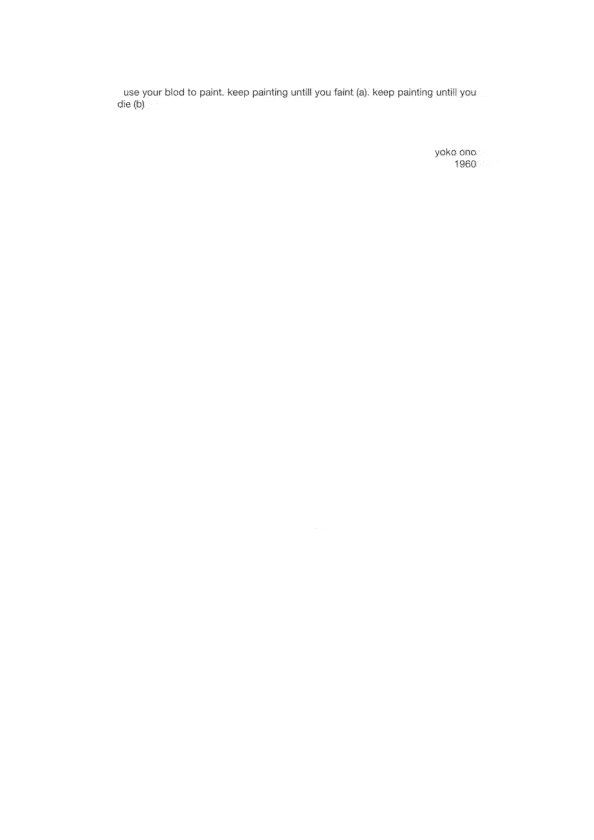 use your blod to paint. keep painting untill you faint (a). keep painting untill you
die (b)
yoko ono
1960